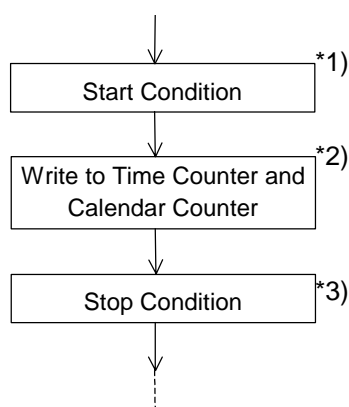 *1)
Start Condition
*2)
Write to Time Counter and
Calendar Counter
*3)
Stop Condition